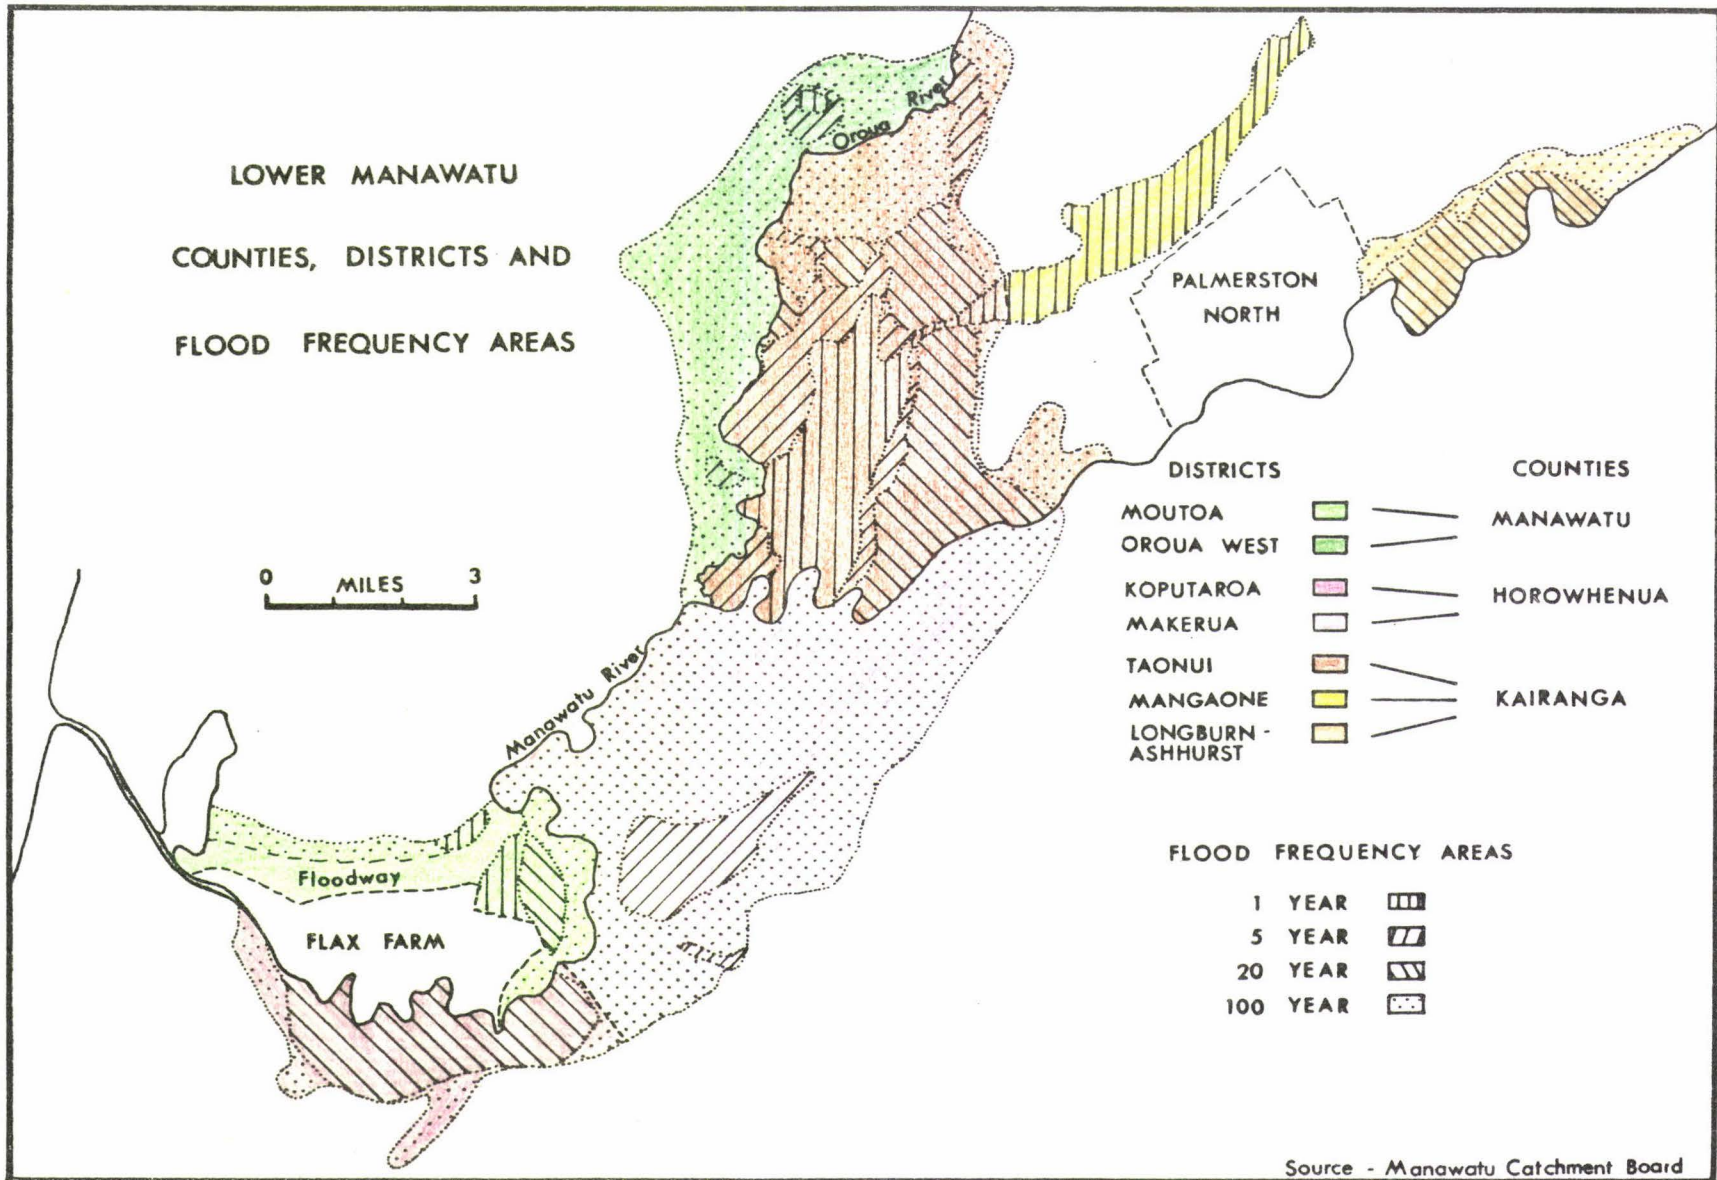 LOWER MANAWATU
COUNTIES, DISTRICTS AND
FLOOD FREQUENCY AREAS
Oroua River
PALMERSTON
NORTH
0 MILES 3
Manawatu River
Floodway
FLAX FARM
DISTRICTS COUNTIES
MOUTOA
OROUA WEST
MANAWATU
KOPUTAROA
MAKERUA
HOROWHENUA
TAONUI
MANGAONE
LONGBURN -
ASHHURST
KAIRANGA
FLOOD FREQUENCY AREAS
1 YEAR
5 YEAR
20 YEAR
100 YEAR
Source - Manawatu Catchment Board